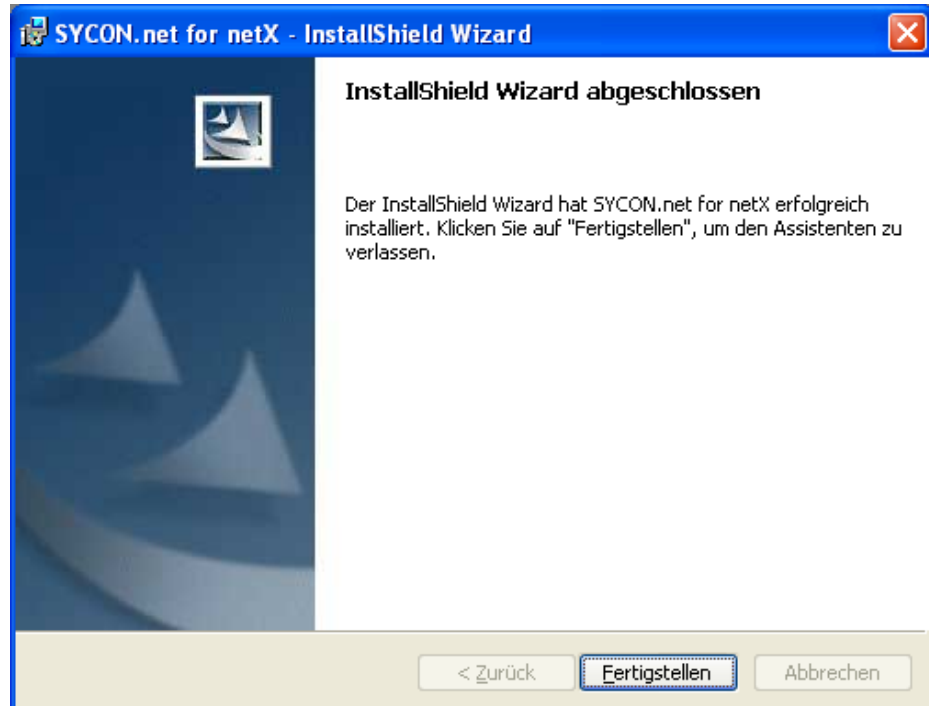 SYCON.net for netX - InstallShield Wizard
InstallShield Wizard abgeschlossen
Der InstallShield Wizard hat SYCON.net for netX erfolgreich
installiert. Klicken Sie auf "Fertigstellen", um den Assistenten zu
verlassen.
< Zurück Fertigstellen Abbrechen